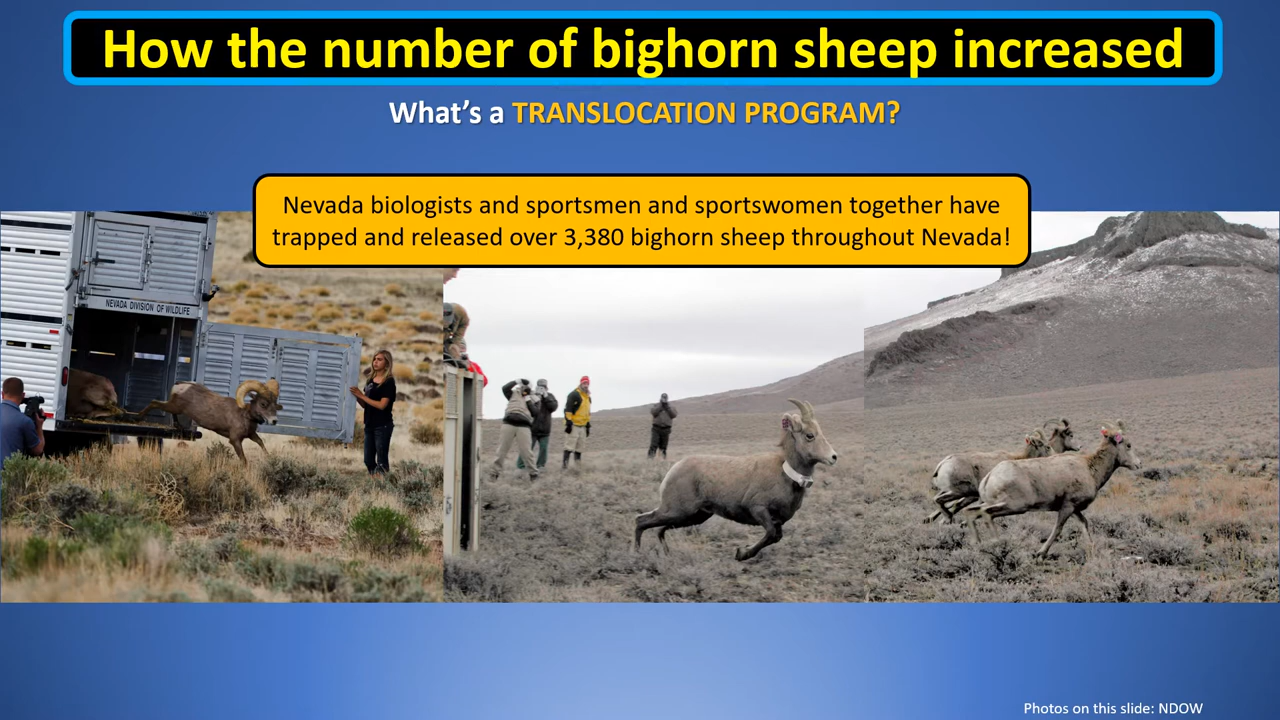 How the number of bighorn sheep increased
What's a TRANSLOCATION PROGRAM?
Nevada biologists and sportsmen and sportswomen together have
trapped and released over 3,380 bighorn sheep throughout Nevada!
NEVADA DIVISION OF WILDLIFE
Photos on this slide: NDOW